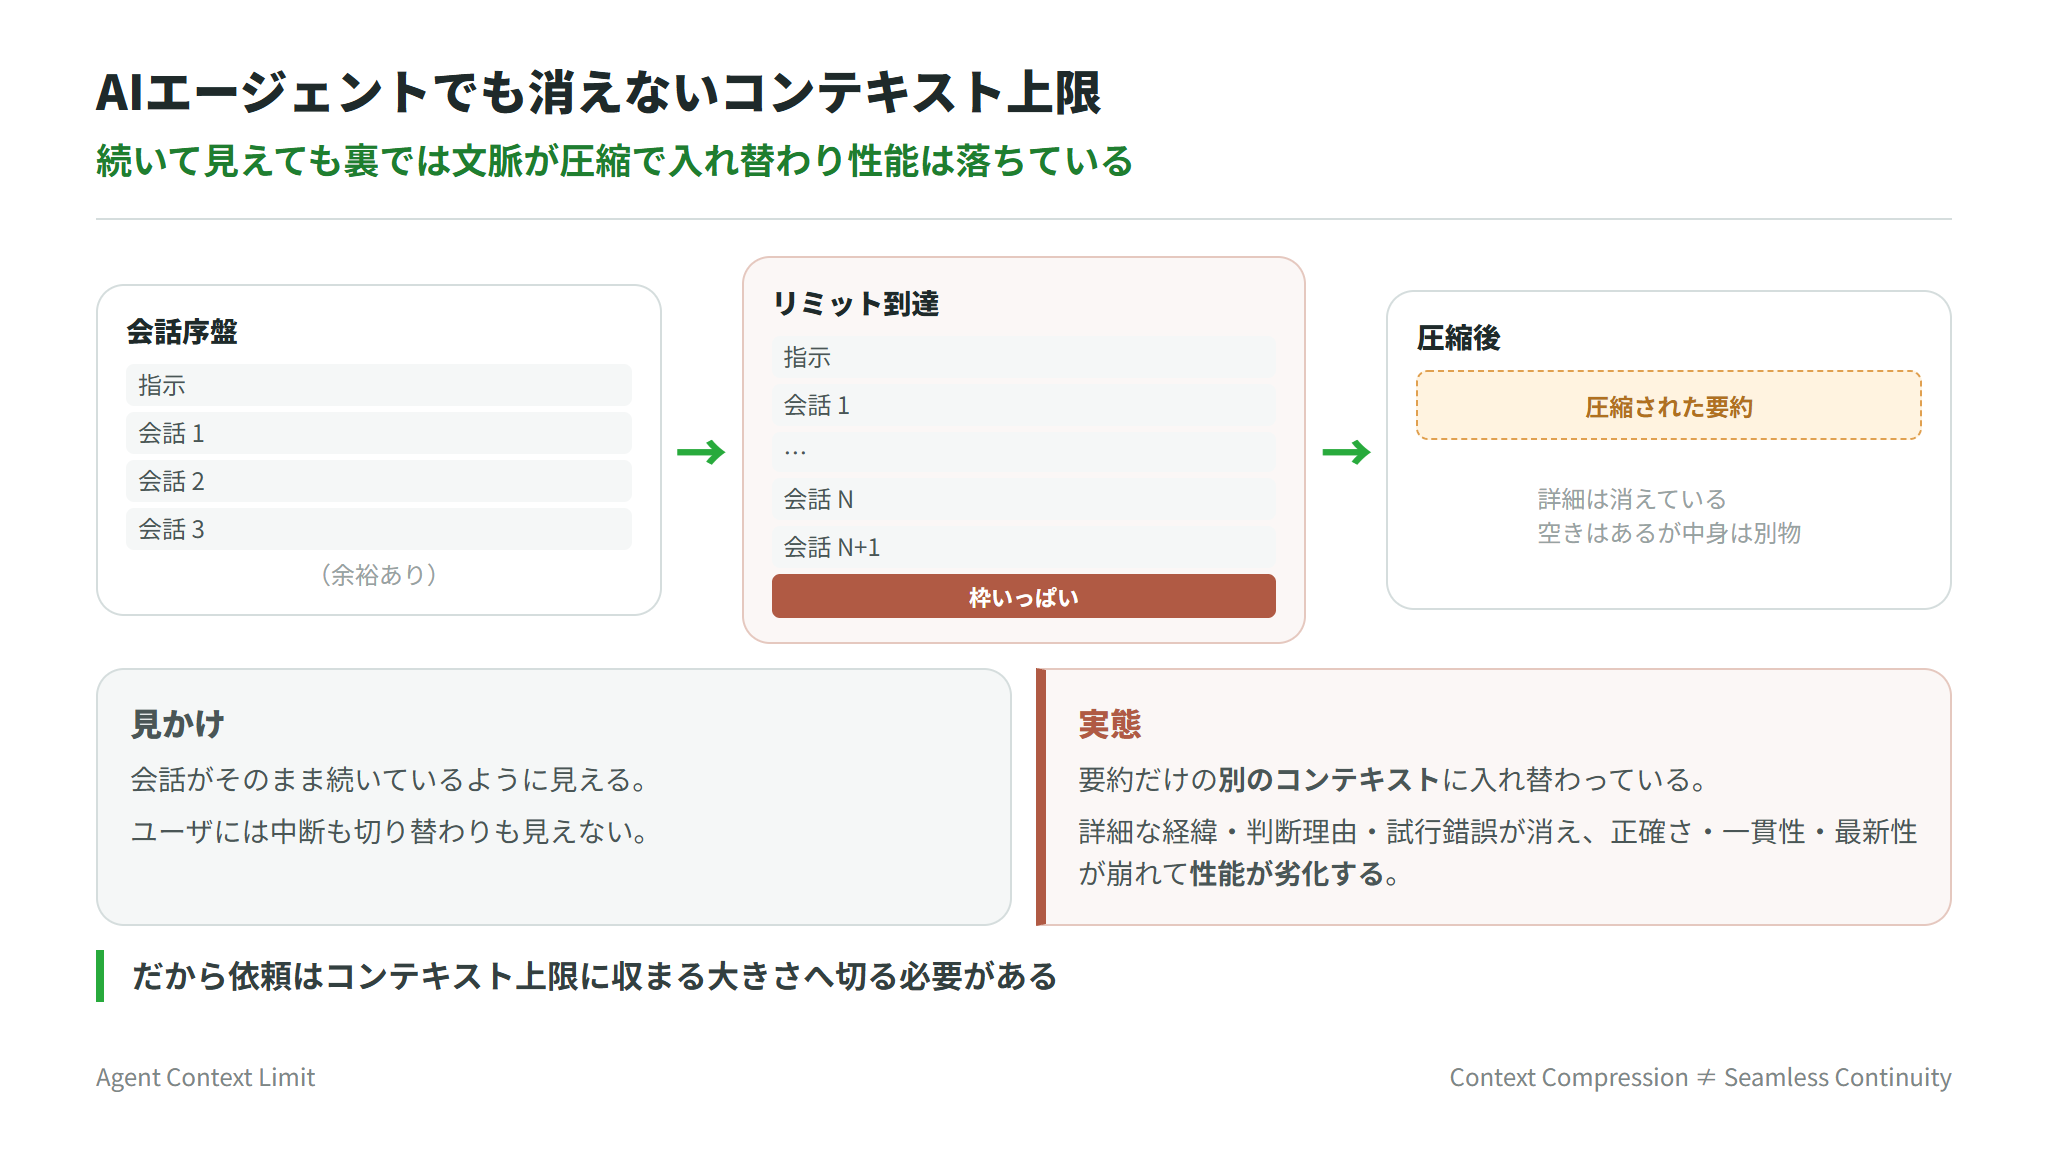 AIエージェントでも消えないコンテキスト上限
続いて見えても裏では文脈が圧縮で入れ替わり性能は落ちている
会話序盤
指示
会話 1
会話 2
会話 3
（余裕あり）
→
リミット到達
指示
会話 1
…
会話 N
会話 N+1
枠いっぱい
→
圧縮後
圧縮された要約
詳細は消えている
空きはあるが中身は別物
見かけ
会話がそのまま続いているように見える。
ユーザには中断も切り替わりも見えない。
実態
要約だけの別のコンテキストに入れ替わっている。
詳細な経緯・判断理由・試行錯誤が消え、正確さ・一貫性・最新性
が崩れて性能が劣化する。
だから依頼はコンテキスト上限に収まる大きさへ切る必要がある
Agent Context Limit
Context Compression ≠ Seamless Continuity